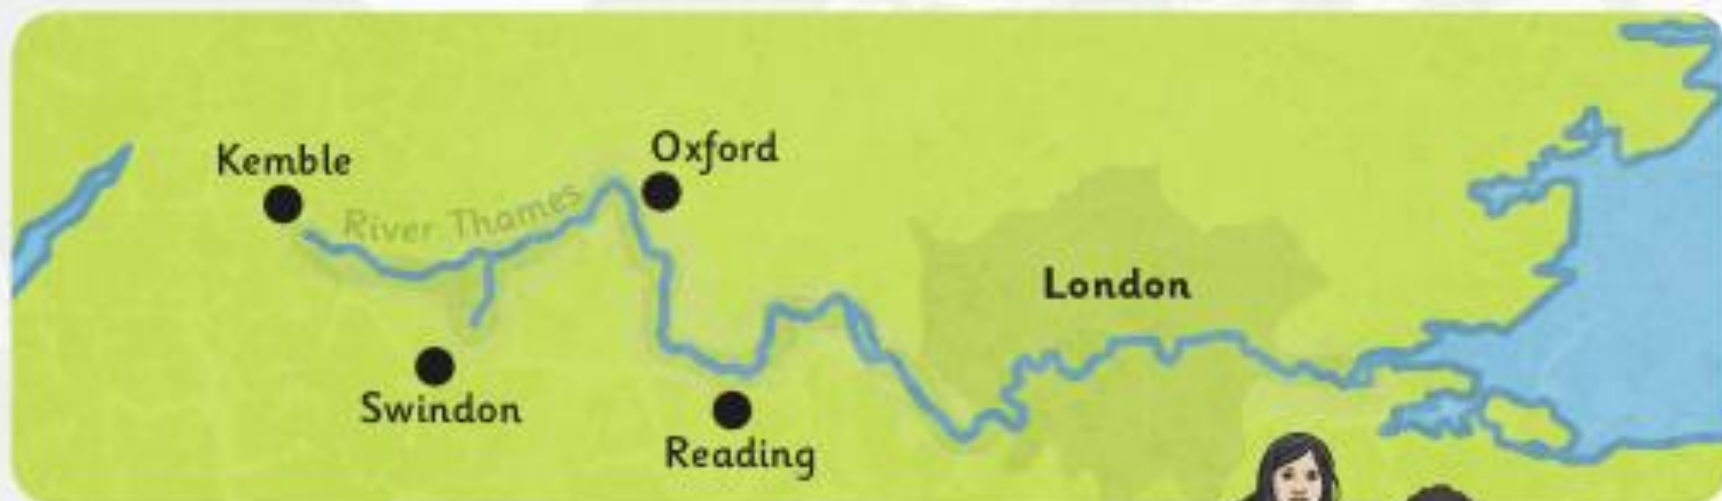 Kemble
Oxford
River Thames
London
Swindon
Reading